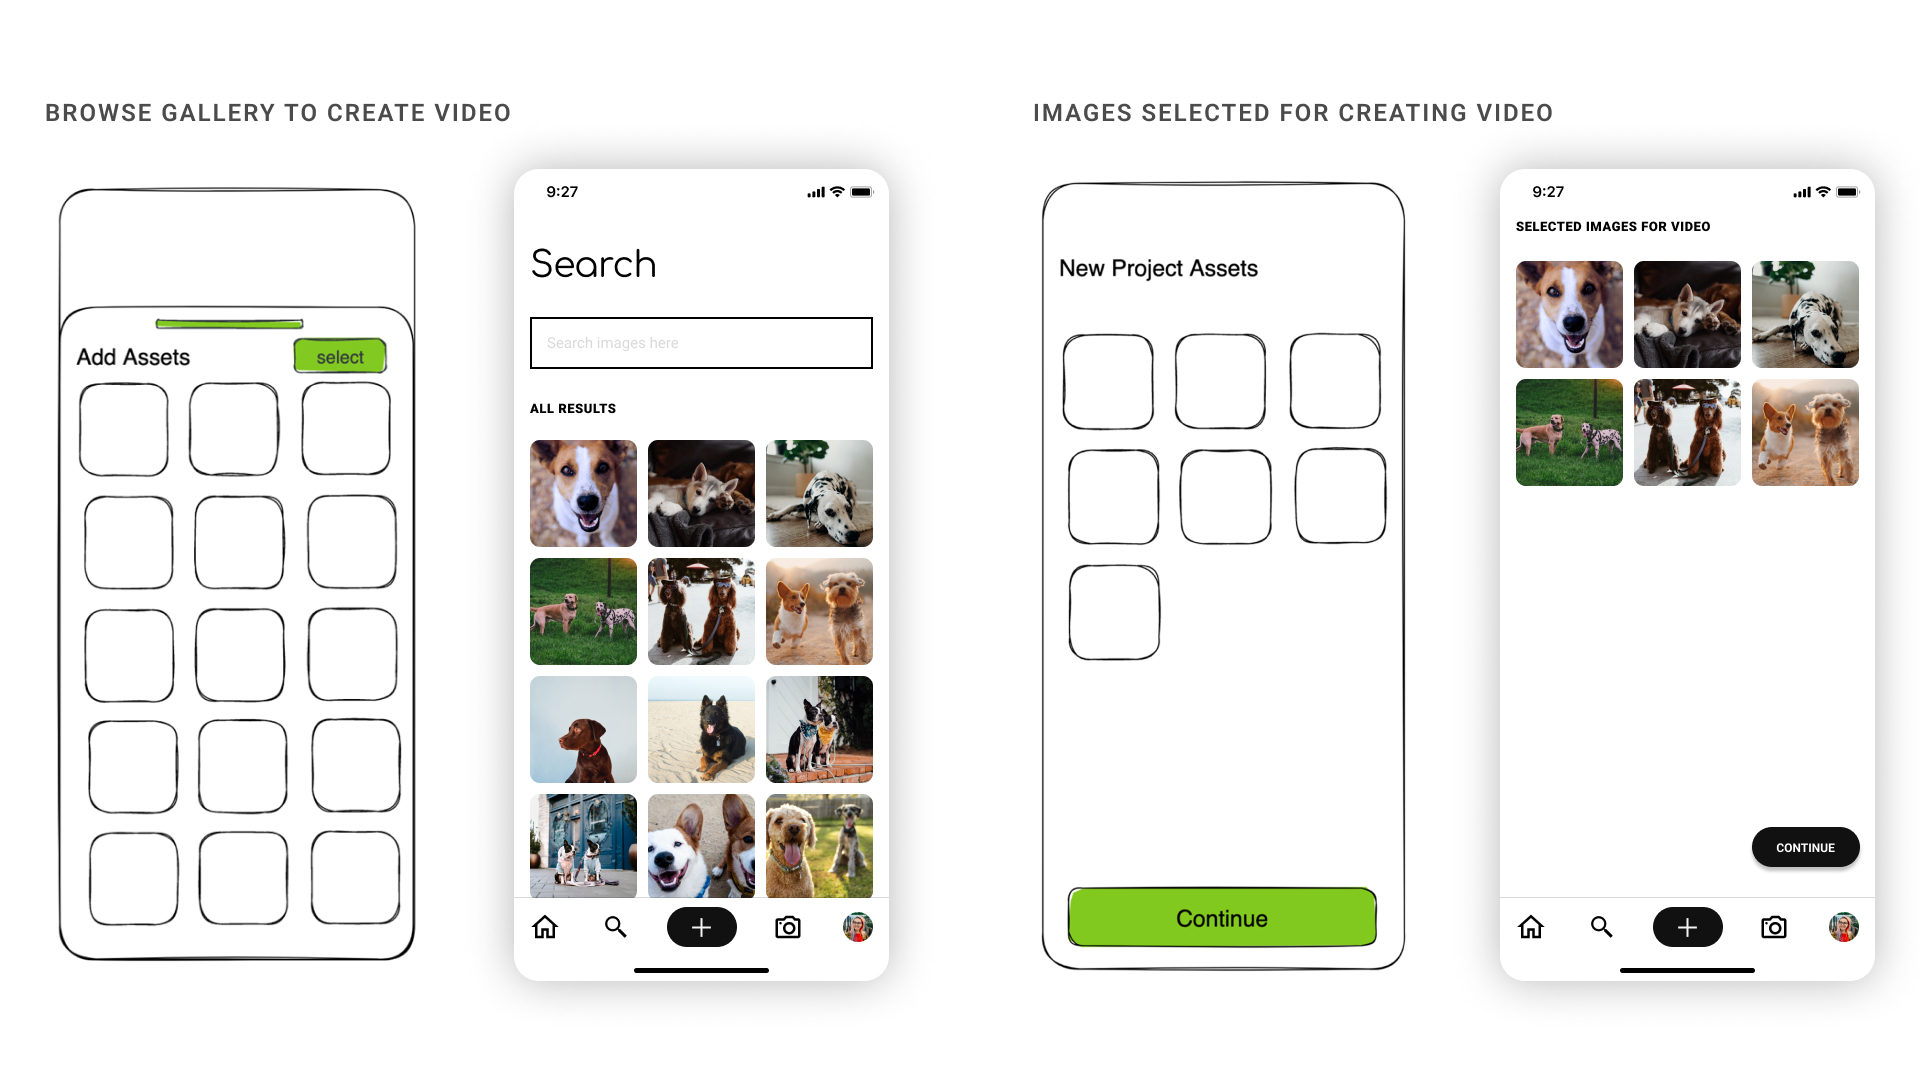 BROWSE GALLERY TO CREATE VIDEO
Add Assets
select
9:27
Search
Search images here
ALL RESULTS
IMAGES SELECTED FOR CREATING VIDEO
New Project Assets
Continue
9:27
SELECTED IMAGES FOR VIDEO
CONTINUE